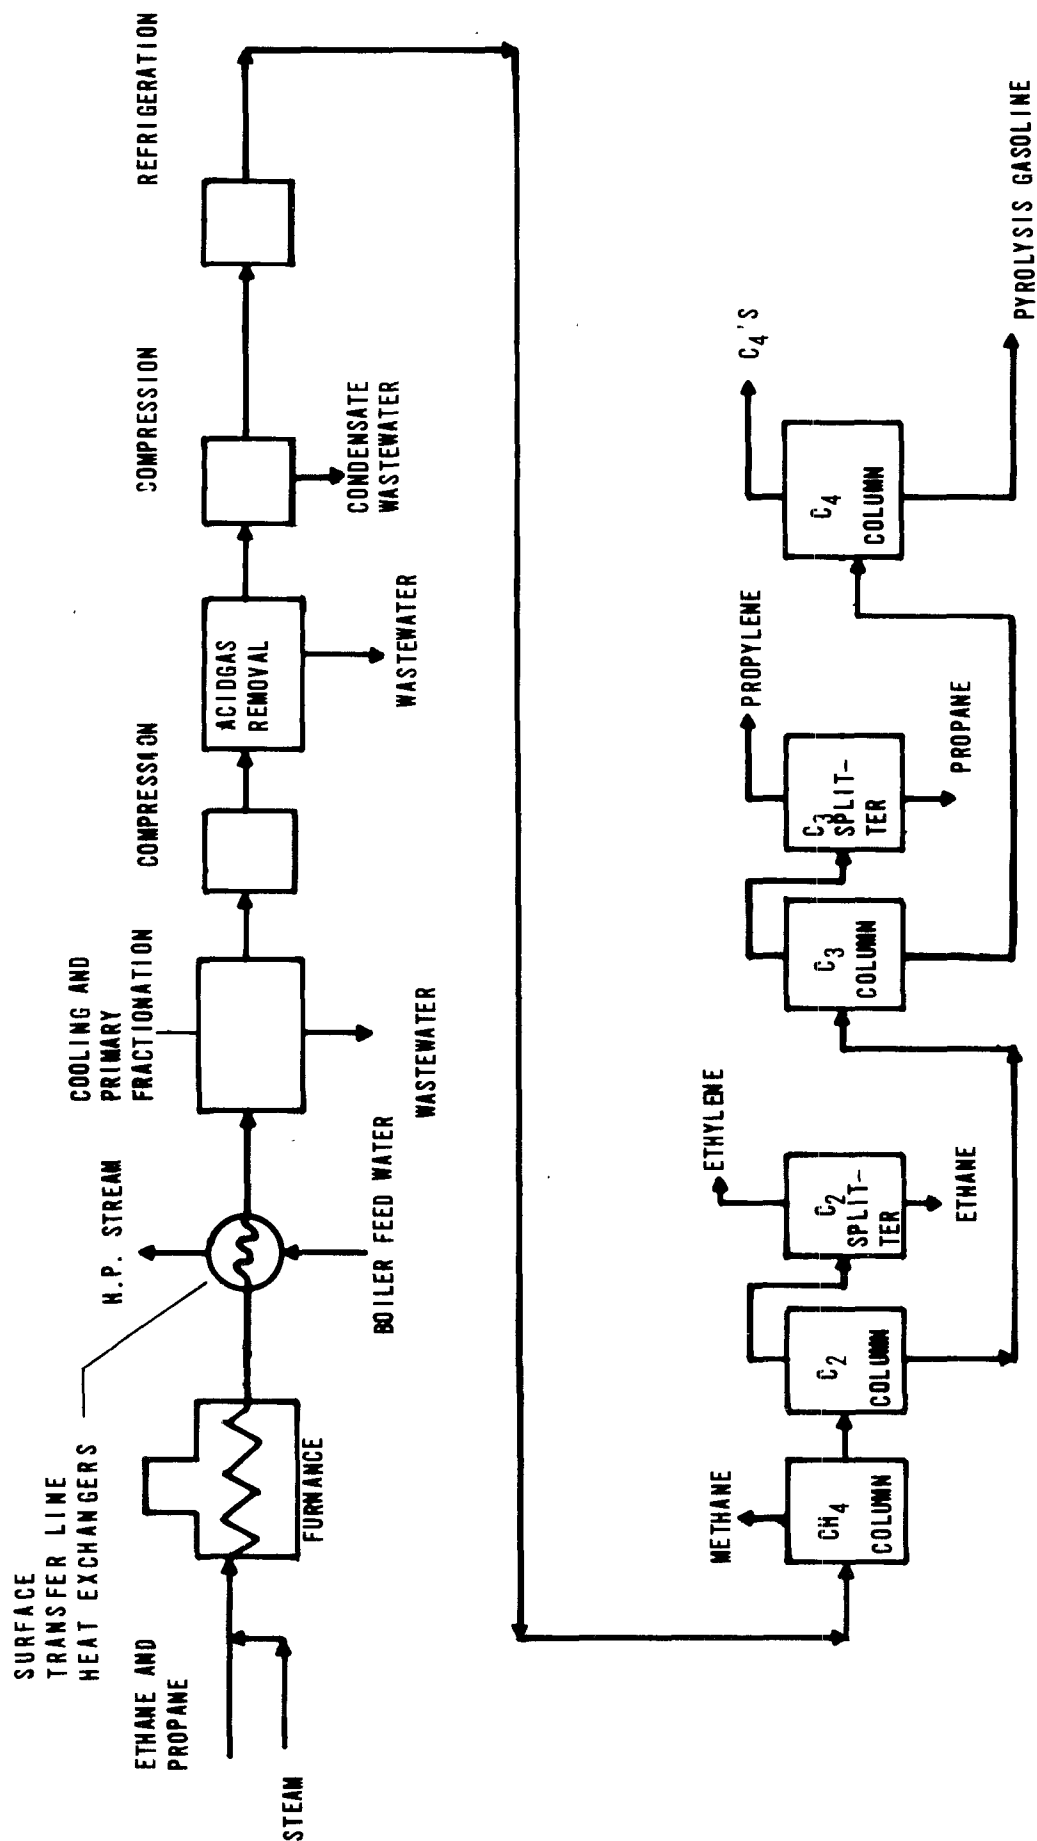 SURFACE
TRANSFER LINE
HEAT EXCHANGERS
ETHANE AND
PROPANE
STEAM
FURNANCE
H.P. STREAM
BOILER FEED WATER
COOLING AND
PRIMARY
FRACTIONATION
WASTEWATER
COMPRESSION
ACIDGAS
REMOVAL
WASTEWATER
COMPRESSION
CONDENSATE
WASTEWATER
REFRIGERATION
METHANE
CH4
COLUMN
C2
COLUMN
ETHYLENE
C2
SPLIT-
TER
ETHANE
C3
COLUMN
PROPYLENE
C3
SPLIT-
TER
PROPANE
C4'S
C4
COLUMN
PYROLYSIS GASOLINE